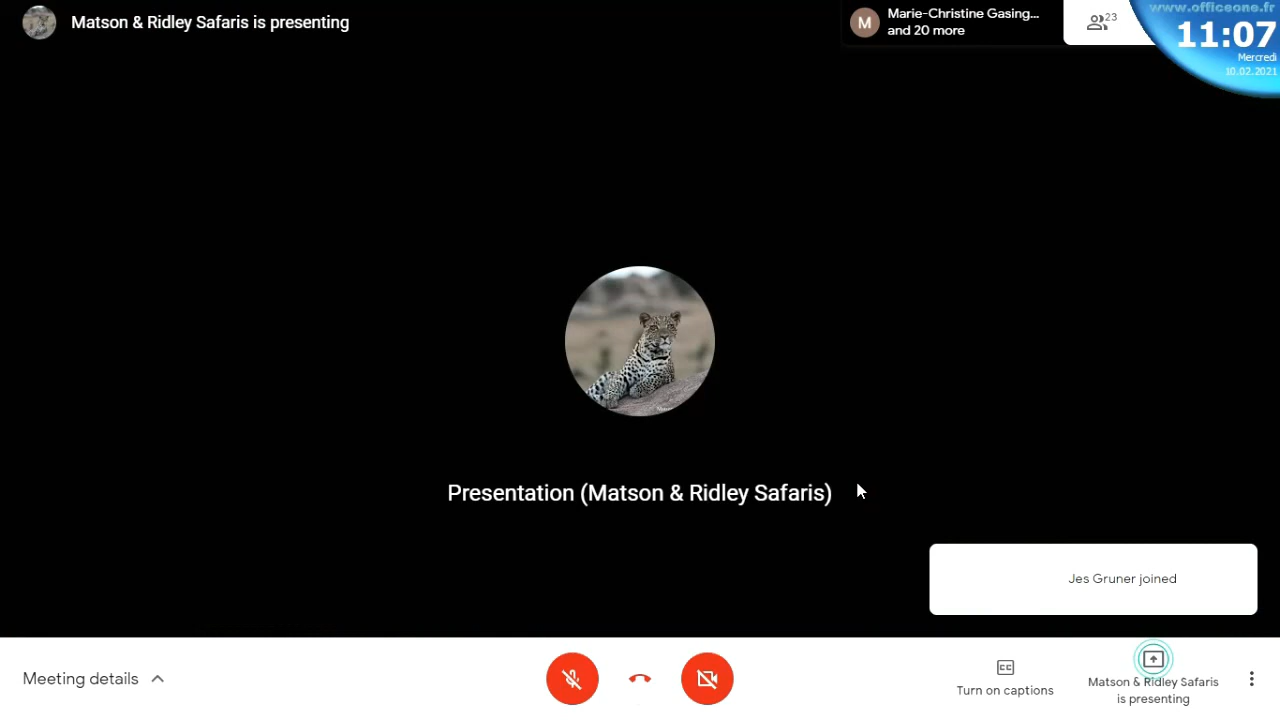 Matson & Ridley Safaris is presenting
M
Marie-Christine Gasing...
and 20 more
23
www.officeone.fr
11:07
Mercredi
10.02.2021
Presentation (Matson & Ridley Safaris)
Jes Gruner joined
Meeting details
CC
Turn on captions
Matson & Ridley Safaris
is presenting